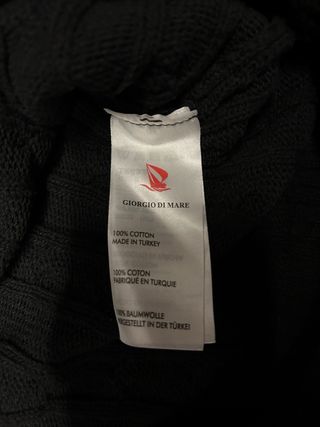 GIORGIO DI MARE
100% COTTON
MADE IN TURKEY
100% COTON
FABRIQUÉ EN TURQUIE
100% BAUMWOLLE
HERGESTELLT IN DER TÜRKEI